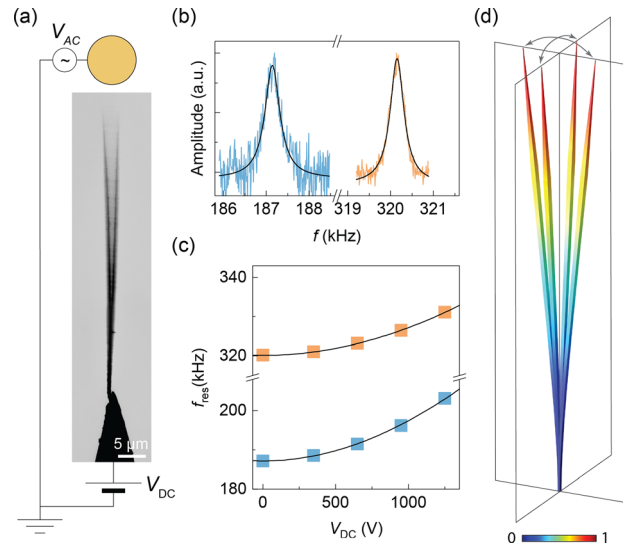 (a)
V_AC
~
5 μm
V_DC
(b)
Amplitude (a.u.)
186 187 188 319 320 321
f (kHz)
(c)
f_res(kHz)
340
320
200
180
0 500 1000
V_DC (V)
(d)
0 1